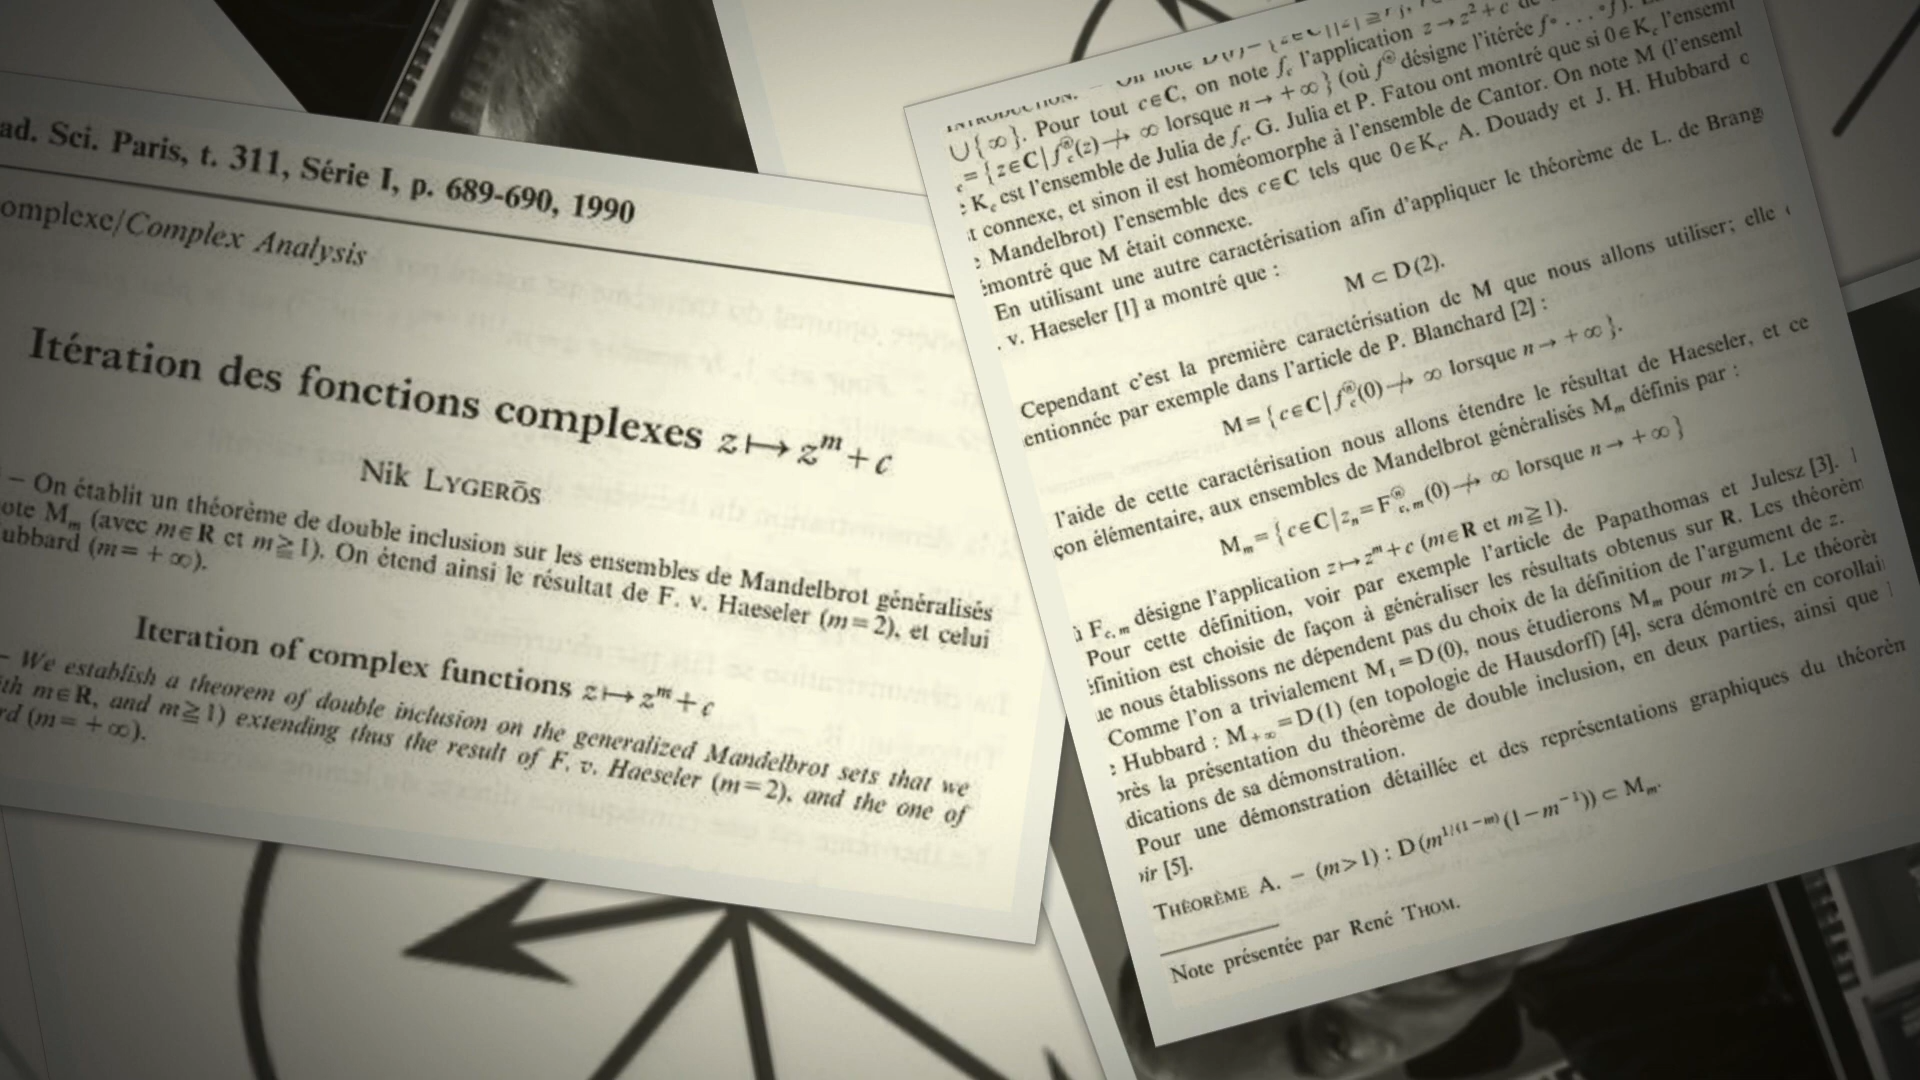 ad. Sci. Paris, t. 311, Série I, p. 689-690, 1990
omplexe/Complex Analysis
Itération des fonctions complexes z ↦ z^m + c
Nik LYGERŌS
– On établit un théorème de double inclusion sur les ensembles de Mandelbrot généralisés
ote M_m (avec m∈R et m≧1). On étend ainsi le résultat de F. v. Haeseler (m=2), et celui
ubbard (m=+∞).
Iteration of complex functions z ↦ z^m + c
– We establish a theorem of double inclusion on the generalized Mandelbrot sets that we
th m∈R, and m≧1) extending thus the result of F. v. Haeseler (m=2), and the one of
rd (m=+∞).
INTRODUCTION. – On note
∪{∞}. Pour tout c∈C, on note f_c l'application z→z²+c de
c={z∈C|f_c^ⓝ(z)↛∞ lorsque n→+∞} (où f^ⓝ désigne l'itérée f∘...∘f).
K_c est l'ensemble de Julia de f_c. G. Julia et P. Fatou ont montré que si 0∈K_c l'ensem
t connexe, et sinon il est homéomorphe à l'ensemble de Cantor. On note M (l'ensembl
Mandelbrot) l'ensemble des c∈C tels que 0∈K_c. A. Douady et J. H. Hubbard c
émontré que M était connexe.
En utilisant une autre caractérisation afin d'appliquer le théorème de L. de Brang
. v. Haeseler [1] a montré que :
M ⊂ D(2).
Cependant c'est la première caractérisation de M que nous allons utiliser; elle
entionnée par exemple dans l'article de P. Blanchard [2] :
M={c∈C|f_c^ⓝ(0)↛∞ lorsque n→+∞}.
l'aide de cette caractérisation nous allons étendre le résultat de Haeseler, et ce
çon élémentaire, aux ensembles de Mandelbrot généralisés M_m définis par :
M_m={c∈C|z_n=F_{c,m}^ⓝ(0)↛∞ lorsque n→+∞}
ù F_{c,m} désigne l'application z↦z^m+c (m∈R et m≧1).
Pour cette définition, voir par exemple l'article de Papathomas et Julesz [3].
éfinition est choisie de façon à généraliser les résultats obtenus sur R. Les théorèm
ue nous établissons ne dépendent pas du choix de la définition de l'argument de z.
Comme l'on a trivialement M_1=D(0), nous étudierons M_m pour m>1. Le théorèr
: Hubbard : M_{+∞}=D(1) (en topologie de Hausdorff) [4], sera démontré en corollai
près la présentation du théorème de double inclusion, en deux parties, ainsi que
dications de sa démonstration.
Pour une démonstration détaillée et des représentations graphiques du théorèn
oir [5].
THÉORÈME A. – (m>1) : D(m^{1/(1-m)}(1-m^{-1})) ⊂ M_m.
Note présentée par René THOM.